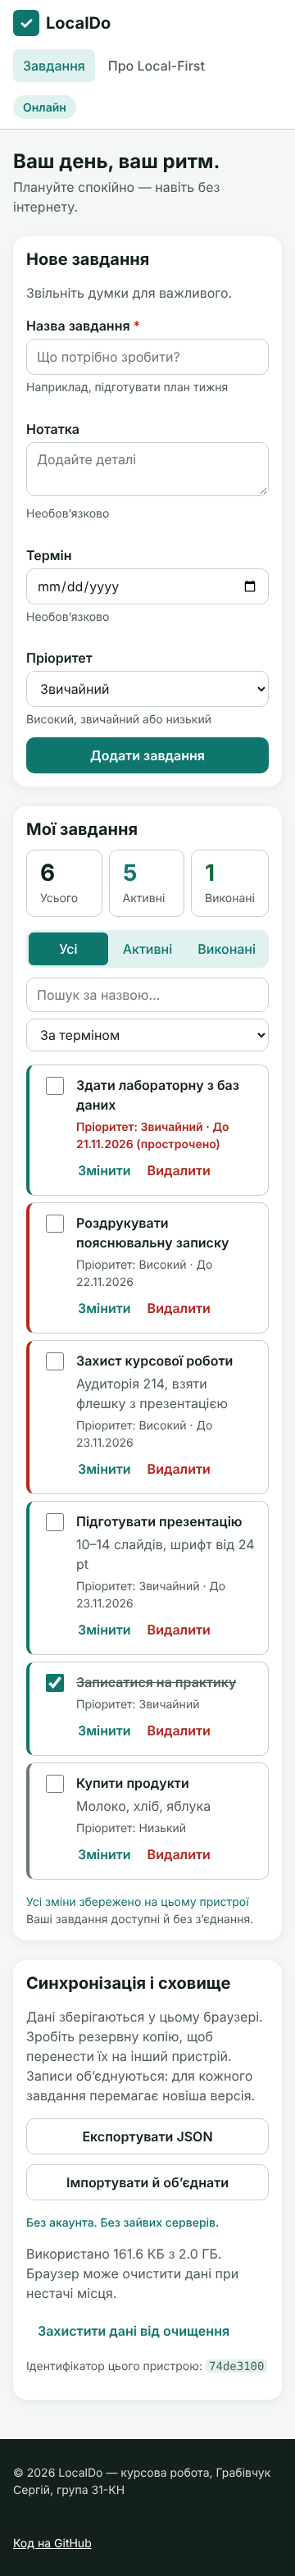 LocalDo
Завдання
Про Local-First
Онлайн
Ваш день, ваш ритм.
Плануйте спокійно — навіть без
інтернету.
Нове завдання
Звільніть думки для важливого.
Назва завдання *
Що потрібно зробити?
Наприклад, підготувати план тижня
Нотатка
Додайте деталі
Необов’язково
Термін
mm/dd/yyyy
Необов’язково
Пріоритет
Звичайний
Високий, звичайний або низький
Додати завдання
Мої завдання
6
Усього
5
Активні
1
Виконані
Усі
Активні
Виконані
Пошук за назвою...
За терміном
Здати лабораторну з баз
даних
Пріоритет: Звичайний · До
21.11.2026 (прострочено)
Змінити Видалити
Роздрукувати
пояснювальну записку
Пріоритет: Високий · До
22.11.2026
Змінити Видалити
Захист курсової роботи
Аудиторія 214, взяти
флешку з презентацією
Пріоритет: Високий · До
23.11.2026
Змінити Видалити
Підготувати презентацію
10–14 слайдів, шрифт від 24
pt
Пріоритет: Звичайний · До
23.11.2026
Змінити Видалити
Записатися на практику
Пріоритет: Звичайний
Змінити Видалити
Купити продукти
Молоко, хліб, яблука
Пріоритет: Низький
Змінити Видалити
Усі зміни збережено на цьому пристрої
Ваші завдання доступні й без з’єднання.
Синхронізація і сховище
Дані зберігаються у цьому браузері.
Зробіть резервну копію, щоб
перенести їх на інший пристрій.
Записи об’єднуються: для кожного
завдання перемагає новіша версія.
Експортувати JSON
Імпортувати й об’єднати
Без акаунта. Без зайвих серверів.
Використано 161.6 КБ з 2.0 ГБ.
Браузер може очистити дані при
нестачі місця.
Захистити дані від очищення
Ідентифікатор цього пристрою: 74de3100
© 2026 LocalDo — курсова робота, Грабівчук
Сергій, група 31-КН
Код на GitHub